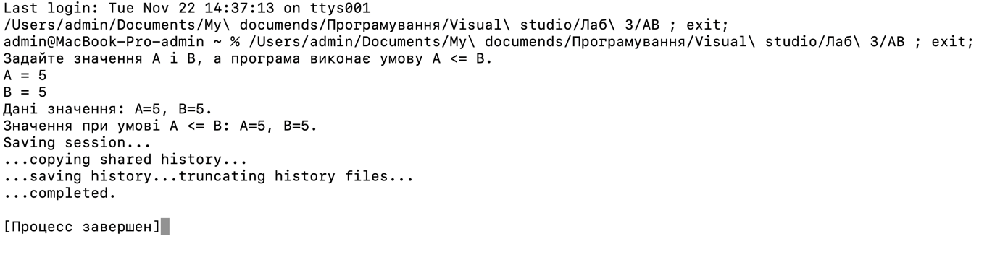 Last login: Tue Nov 22 14:37:13 on ttys001
/Users/admin/Documents/My\ documends/Програмування/Visual\ studio/Лаб\ 3/AB ; exit;
admin@MacBook-Pro-admin ~ % /Users/admin/Documents/My\ documends/Програмування/Visual\ studio/Лаб\ 3/AB ; exit;
Задайте значення A і B, а програма виконає умову A <= B.
A = 5
B = 5
Дані значення: A=5, B=5.
Значення при умові A <= B: A=5, B=5.
Saving session...
...copying shared history...
...saving history...truncating history files...
...completed.
[Процесс завершен]